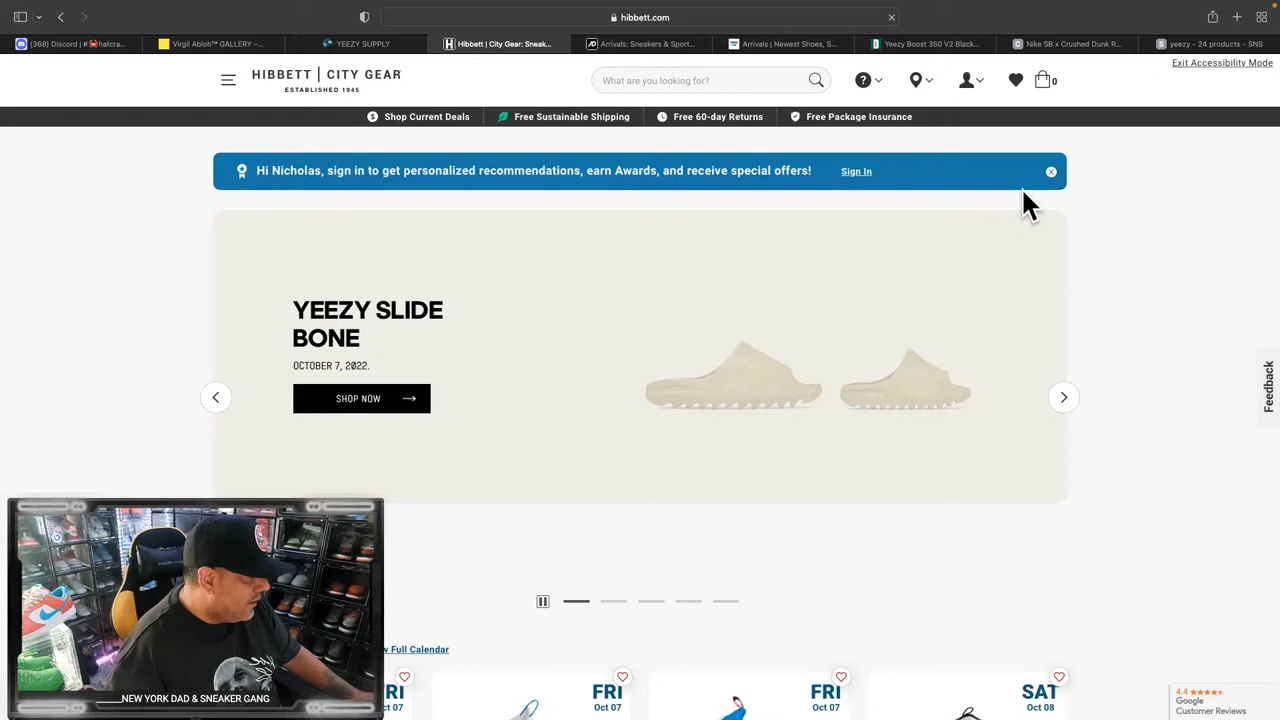 hibbett.com
(368) Discord | #🦀hatcra...
Virgil Abloh™ GALLERY –...
YEEZY SUPPLY
Hibbett | City Gear: Sneak...
Arrivals: Sneakers & Sport...
Arrivals | Newest Shoes, S...
Yeezy Boost 350 V2 Black...
Nike SB x Crushed Dunk R...
yeezy - 24 products - SNS
Exit Accessibility Mode
HIBBETT | CITY GEAR
ESTABLISHED 1945
What are you looking for?
0
Shop Current Deals
Free Sustainable Shipping
Free 60-day Returns
Free Package Insurance
Hi Nicholas, sign in to get personalized recommendations, earn Awards, and receive special offers!
Sign In
YEEZY SLIDE
BONE
OCTOBER 7, 2022.
SHOP NOW
Feedback
w Full Calendar
RI
Oct 07
FRI
Oct 07
FRI
Oct 07
SAT
Oct 08
NEW YORK DAD & SNEAKER GANG
4.4
Google
Customer Reviews